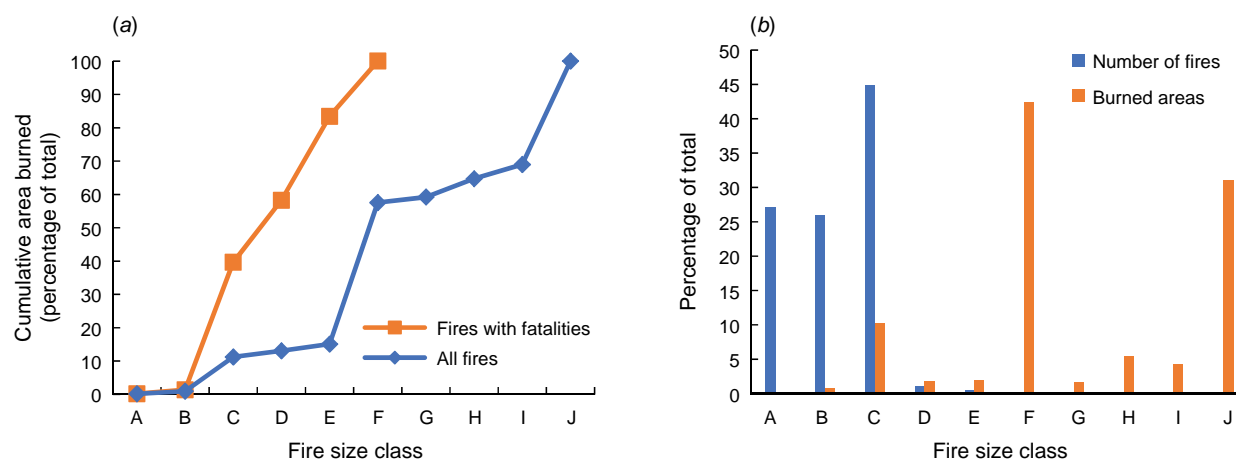 (a)
Cumulative area burned
(percentage of total)
100
90
80
70
60
50
40
30
20
10
0
Fires with fatalities
All fires
A B C D E F G H I J
Fire size class
(b)
Percentage of total
50
45
40
35
30
25
20
15
10
5
0
Number of fires
Burned areas
A B C D E F G H I J
Fire size class